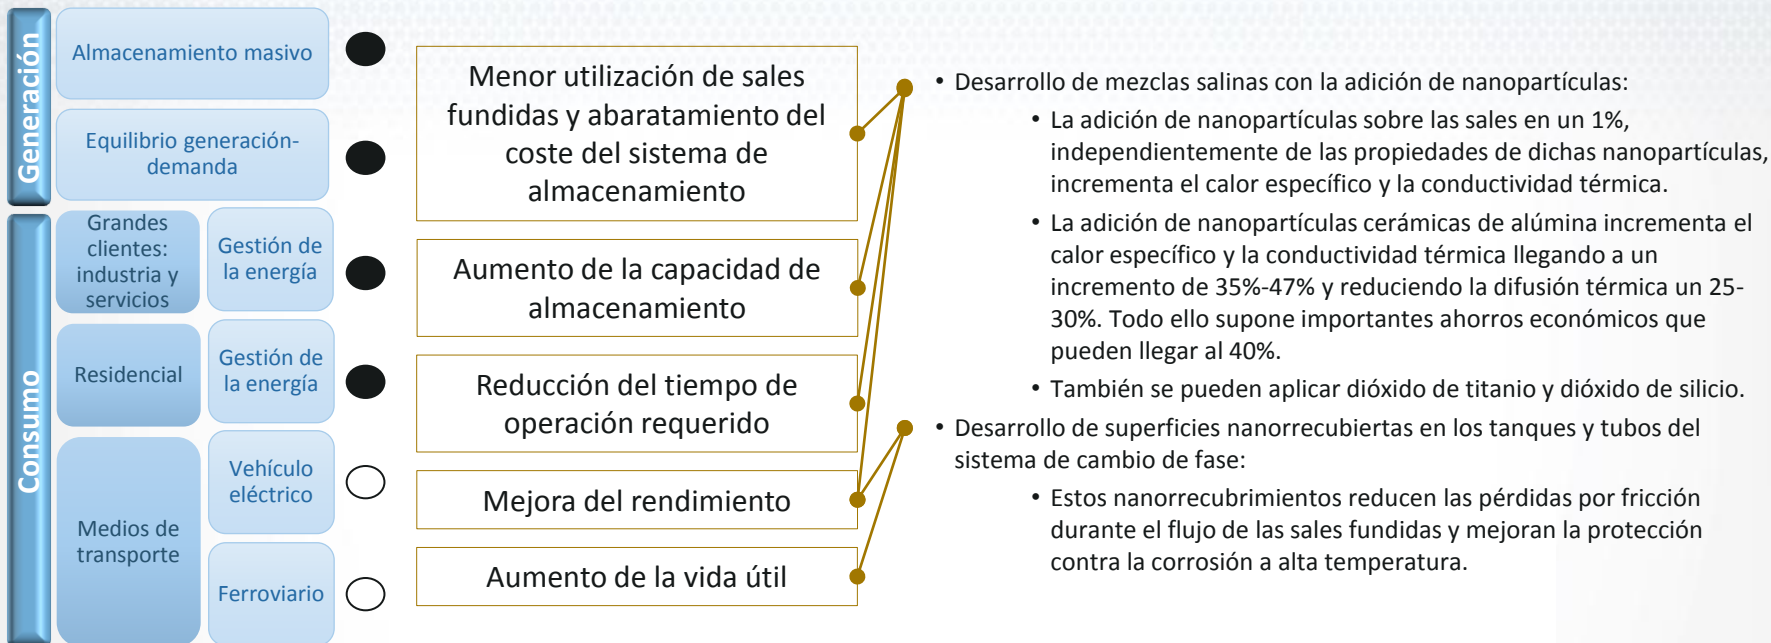 Generación
Almacenamiento masivo
Equilibrio generación-
demanda
Consumo
Grandes
clientes:
industria y
servicios
Gestión de
la energía
Residencial
Gestión de
la energía
Medios de
transporte
Vehículo
eléctrico
Ferroviario
Menor utilización de sales
fundidas y abaratamiento del
coste del sistema de
almacenamiento
Aumento de la capacidad de
almacenamiento
Reducción del tiempo de
operación requerido
Mejora del rendimiento
Aumento de la vida útil
• Desarrollo de mezclas salinas con la adición de nanopartículas:
• La adición de nanopartículas sobre las sales en un 1%,
independientemente de las propiedades de dichas nanopartículas,
incrementa el calor específico y la conductividad térmica.
• La adición de nanopartículas cerámicas de alúmina incrementa el
calor específico y la conductividad térmica llegando a un
incremento de 35%-47% y reduciendo la difusión térmica un 25-
30%. Todo ello supone importantes ahorros económicos que
pueden llegar al 40%.
• También se pueden aplicar dióxido de titanio y dióxido de silicio.
• Desarrollo de superficies nanorrecubiertas en los tanques y tubos del
sistema de cambio de fase:
• Estos nanorrecubrimientos reducen las pérdidas por fricción
durante el flujo de las sales fundidas y mejoran la protección
contra la corrosión a alta temperatura.